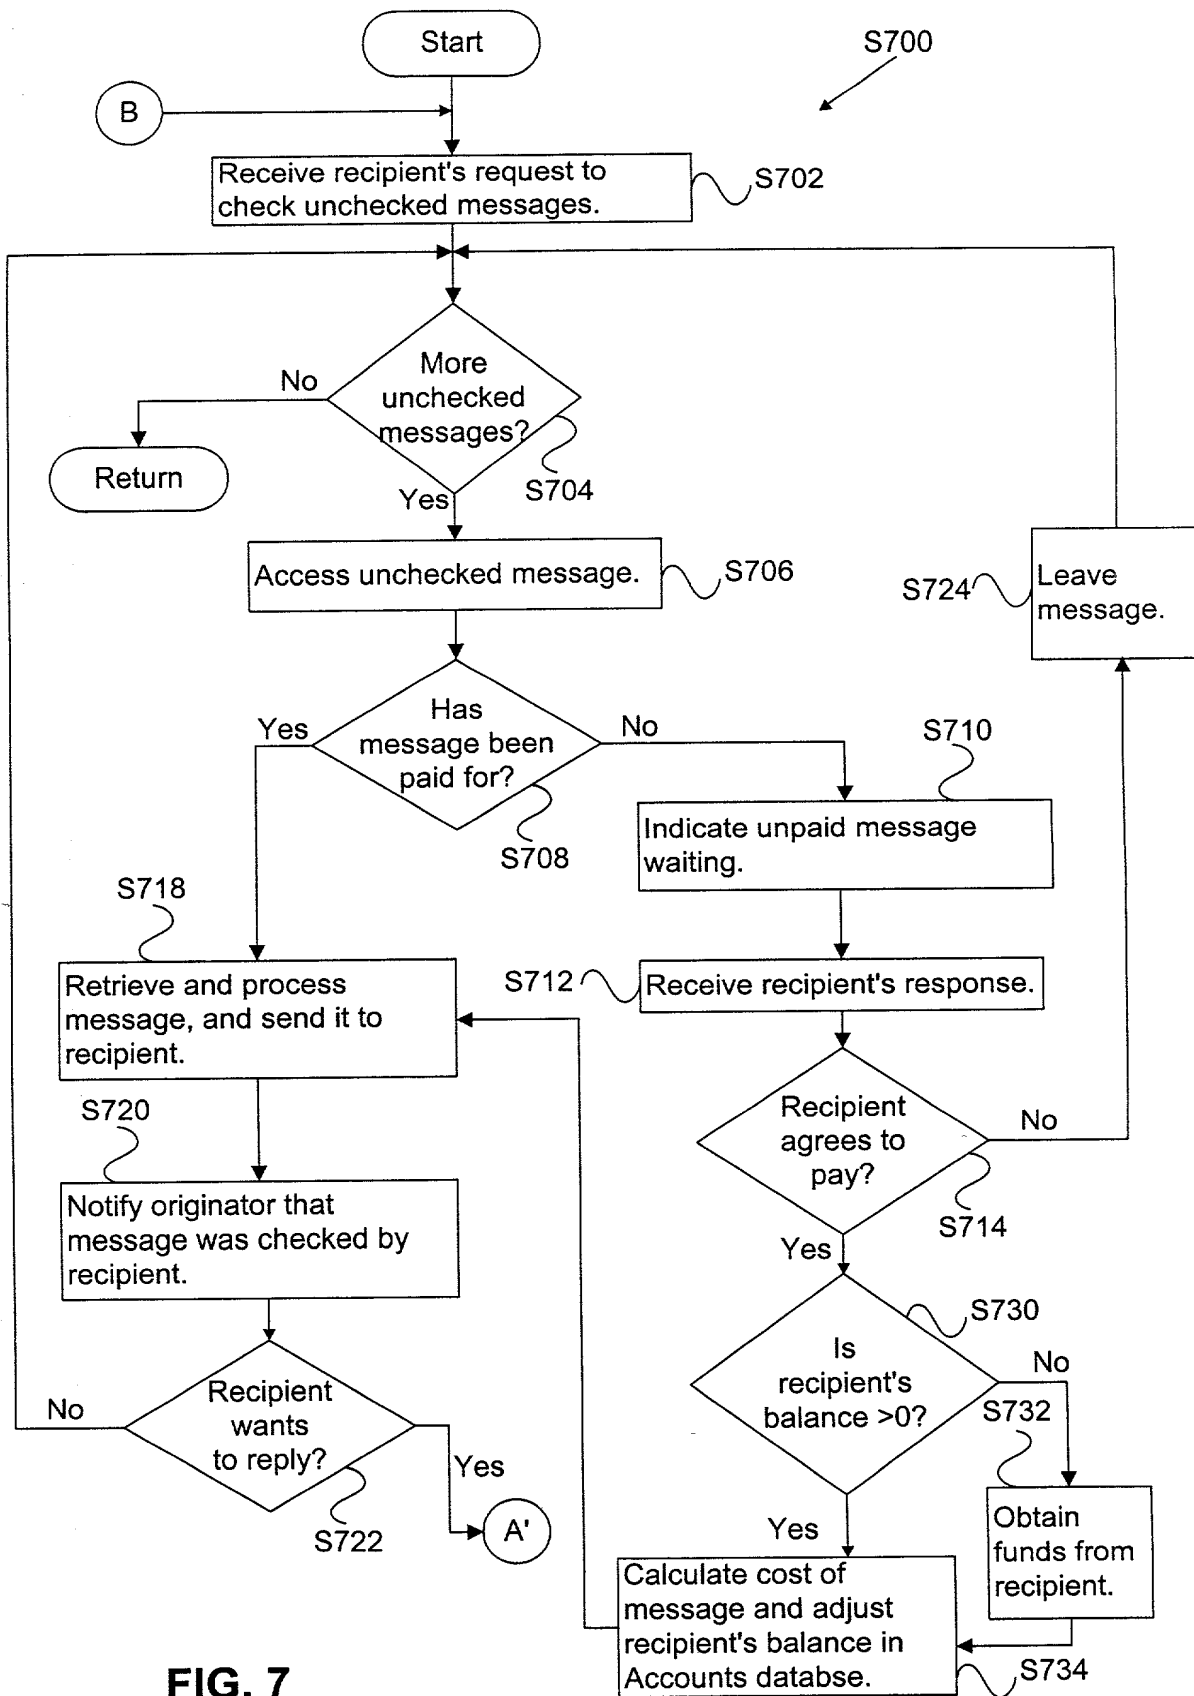 Start
S700
B
Receive recipient's request to
check unchecked messages.
S702
More
unchecked
messages?
No
Return
S704
Yes
Access unchecked message.
S706
Leave
message.
S724
Has
message been
paid for?
Yes
No
S708
S710
Indicate unpaid message
waiting.
S718
Retrieve and process
message, and send it to
recipient.
S712
Receive recipient's response.
Recipient
agrees to
pay?
No
S714
Yes
S720
Notify originator that
message was checked by
recipient.
S730
Is
recipient's
balance >0?
No
S732
Recipient
wants
to reply?
No
Yes
S722
A'
Yes
Obtain
funds from
recipient.
Calculate cost of
message and adjust
recipient's balance in
Accounts databse.
S734
FIG. 7